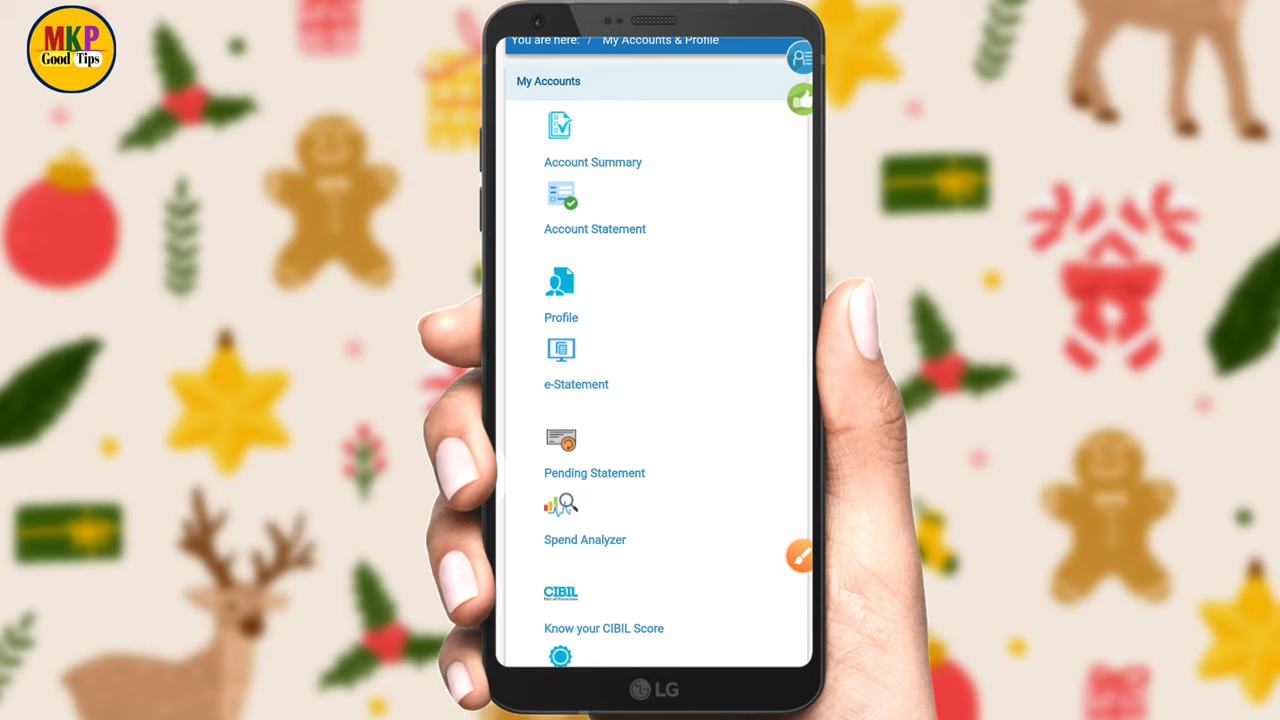 MKP
Good Tips
You are here: / My Accounts & Profile
My Accounts
Account Summary
Account Statement
Profile
e-Statement
Pending Statement
Spend Analyzer
CIBIL
Know your CIBIL Score
LG